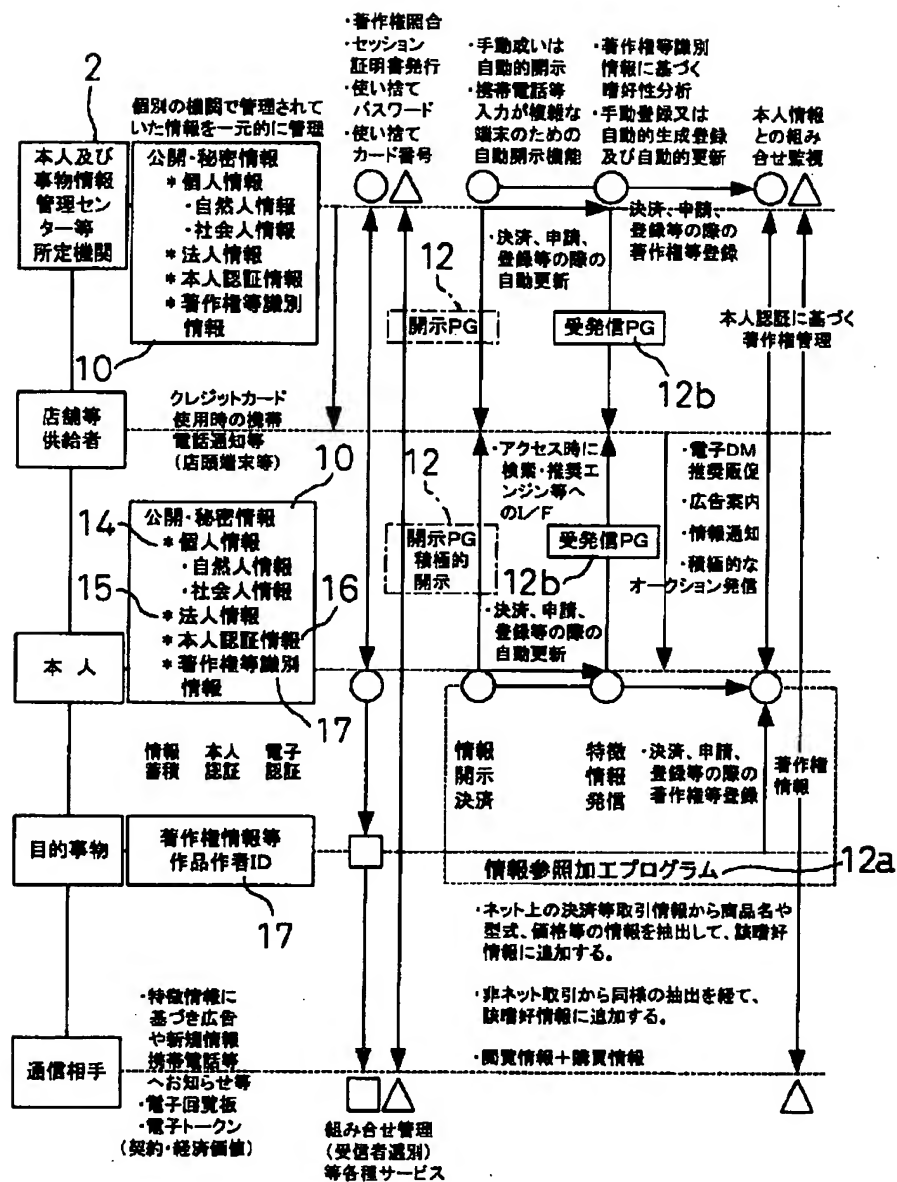 ・著作権照合
・セッション
証明書発行
・使い捨て
パスワード
・使い捨て
カード番号
・手動或いは
自動的開示
・携帯電話等
入力が複雑な
端末のための
自動開示機能
・著作権等識別
情報に基づく
嗜好性分析
・手動登録又は
自動的生成登録
及び自動的更新
本人情報
との組み
合せ監視
2
個別の機関で管理されて
いた情報を一元的に管理
本人及び
事物情報
管理セン
ター等
所定機関
公開・秘密情報
*個人情報
・自然人情報
・社会人情報
*法人情報
*本人認証情報
*著作権等識別
情報
10
・決済、申請、
登録等の際の
自動更新
決済、申請、
登録等の際の
著作権等登録
12
開示PG
受発信PG
12b
本人認証に基づく
著作権管理
店舗等
供給者
クレジットカード
使用時の携帯
電話通知等
(店頭端末等)
10
公開・秘密情報
14
*個人情報
・自然人情報
・社会人情報
15
*法人情報
16
*本人認証情報
*著作権等識別
情報
17
本人
12
開示PG
積極的
開示
・アクセス時に
検索・推奨エ
ンジン等へ
のI/F
受発信PG
12b
・決済、申請、
登録等の際の
自動更新
・電子DM
推奨販促
・広告案内
・情報通知
・積極的な
オークション発信
情報
蓄積
本人
認証
電子
認証
情報
開示
決済
特徴
情報
発信
・決済、申請、
登録等の際の
著作権等登録
著作権
情報
目的事物
著作権情報等
作品作者ID
17
情報参照加工プログラム
12a
・ネット上の決済等取引情報から商品名や
型式、価格等の情報を抽出して、該嗜好
情報に追加する。
・非ネット取引から同様の抽出を経て、
該嗜好情報に追加する。
・閲覧情報+購買情報
通信相手
・特徴情報に
基づき広告
や新規情報
携帯電話等
へお知らせ等
・電子回覧板
・電子トークン
(契約・経済価値)
組み合せ管理
(受信者選別)
等各種サービス